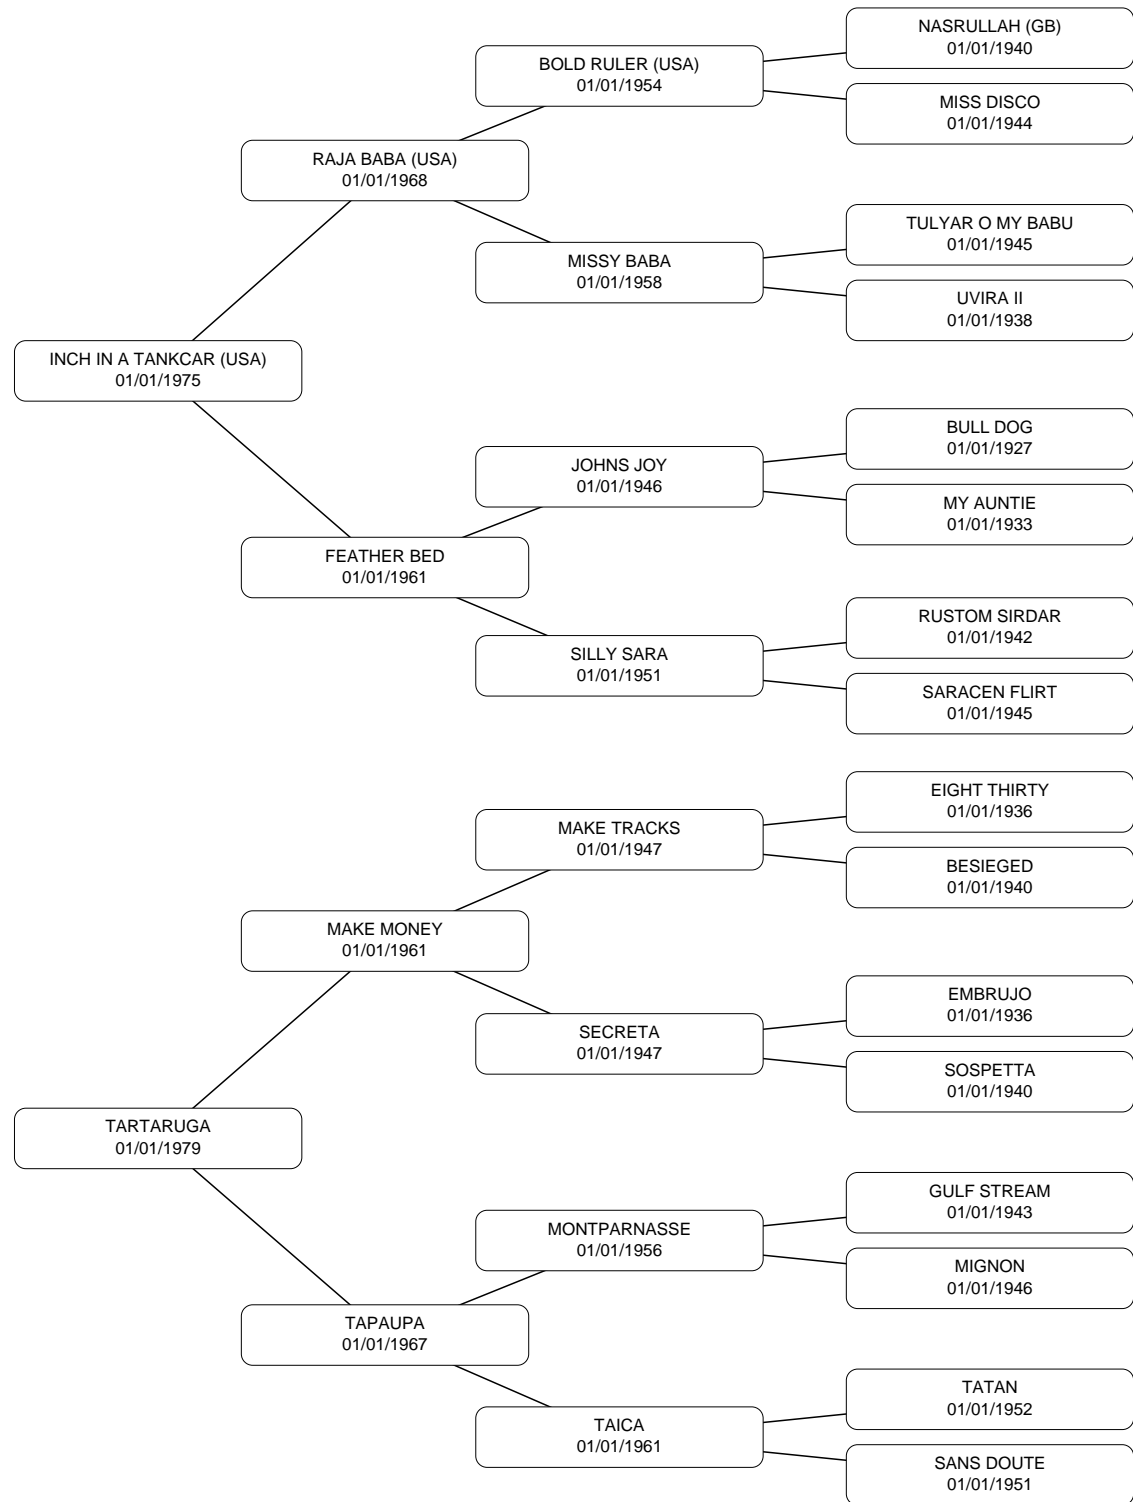 NASRULLAH (GB)
01/01/1940
BOLD RULER (USA)
01/01/1954
MISS DISCO
01/01/1944
RAJA BABA (USA)
01/01/1968
TULYAR O MY BABU
01/01/1945
MISSY BABA
01/01/1958
UVIRA II
01/01/1938
INCH IN A TANKCAR (USA)
01/01/1975
BULL DOG
01/01/1927
JOHNS JOY
01/01/1946
MY AUNTIE
01/01/1933
FEATHER BED
01/01/1961
RUSTOM SIRDAR
01/01/1942
SILLY SARA
01/01/1951
SARACEN FLIRT
01/01/1945
EIGHT THIRTY
01/01/1936
MAKE TRACKS
01/01/1947
BESIEGED
01/01/1940
MAKE MONEY
01/01/1961
EMBRUJO
01/01/1936
SECRETA
01/01/1947
SOSPETTA
01/01/1940
TARTARUGA
01/01/1979
GULF STREAM
01/01/1943
MONTPARNASSE
01/01/1956
MIGNON
01/01/1946
TAPAUPA
01/01/1967
TATAN
01/01/1952
TAICA
01/01/1961
SANS DOUTE
01/01/1951